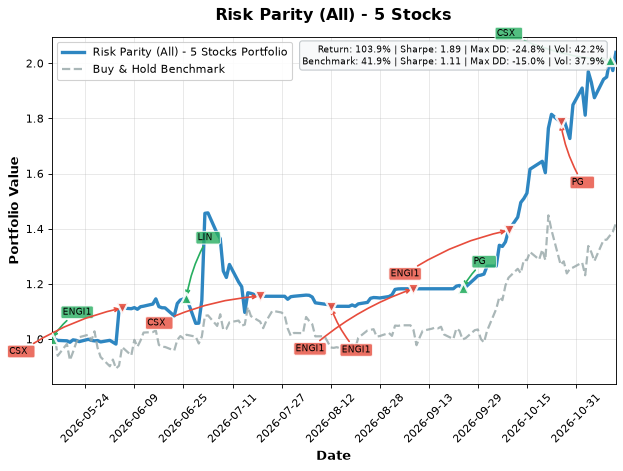 Risk Parity (All) - 5 Stocks
CSX
Risk Parity (All) - 5 Stocks Portfolio
Buy & Hold Benchmark
Return: 103.9% | Sharpe: 1.89 | Max DD: -24.8% | Vol: 42.2%
Benchmark: 41.9% | Sharpe: 1.11 | Max DD: -15.0% | Vol: 37.9%
2.0
1.8
1.6
1.4
1.2
1.0
Portfolio Value
PG
LIN
PG
ENGI1
ENGI1
CSX
CSX
ENGI1
ENGI1
2026-05-24
2026-06-09
2026-06-25
2026-07-11
2026-07-27
2026-08-12
2026-08-28
2026-09-13
2026-09-29
2026-10-15
2026-10-31
Date